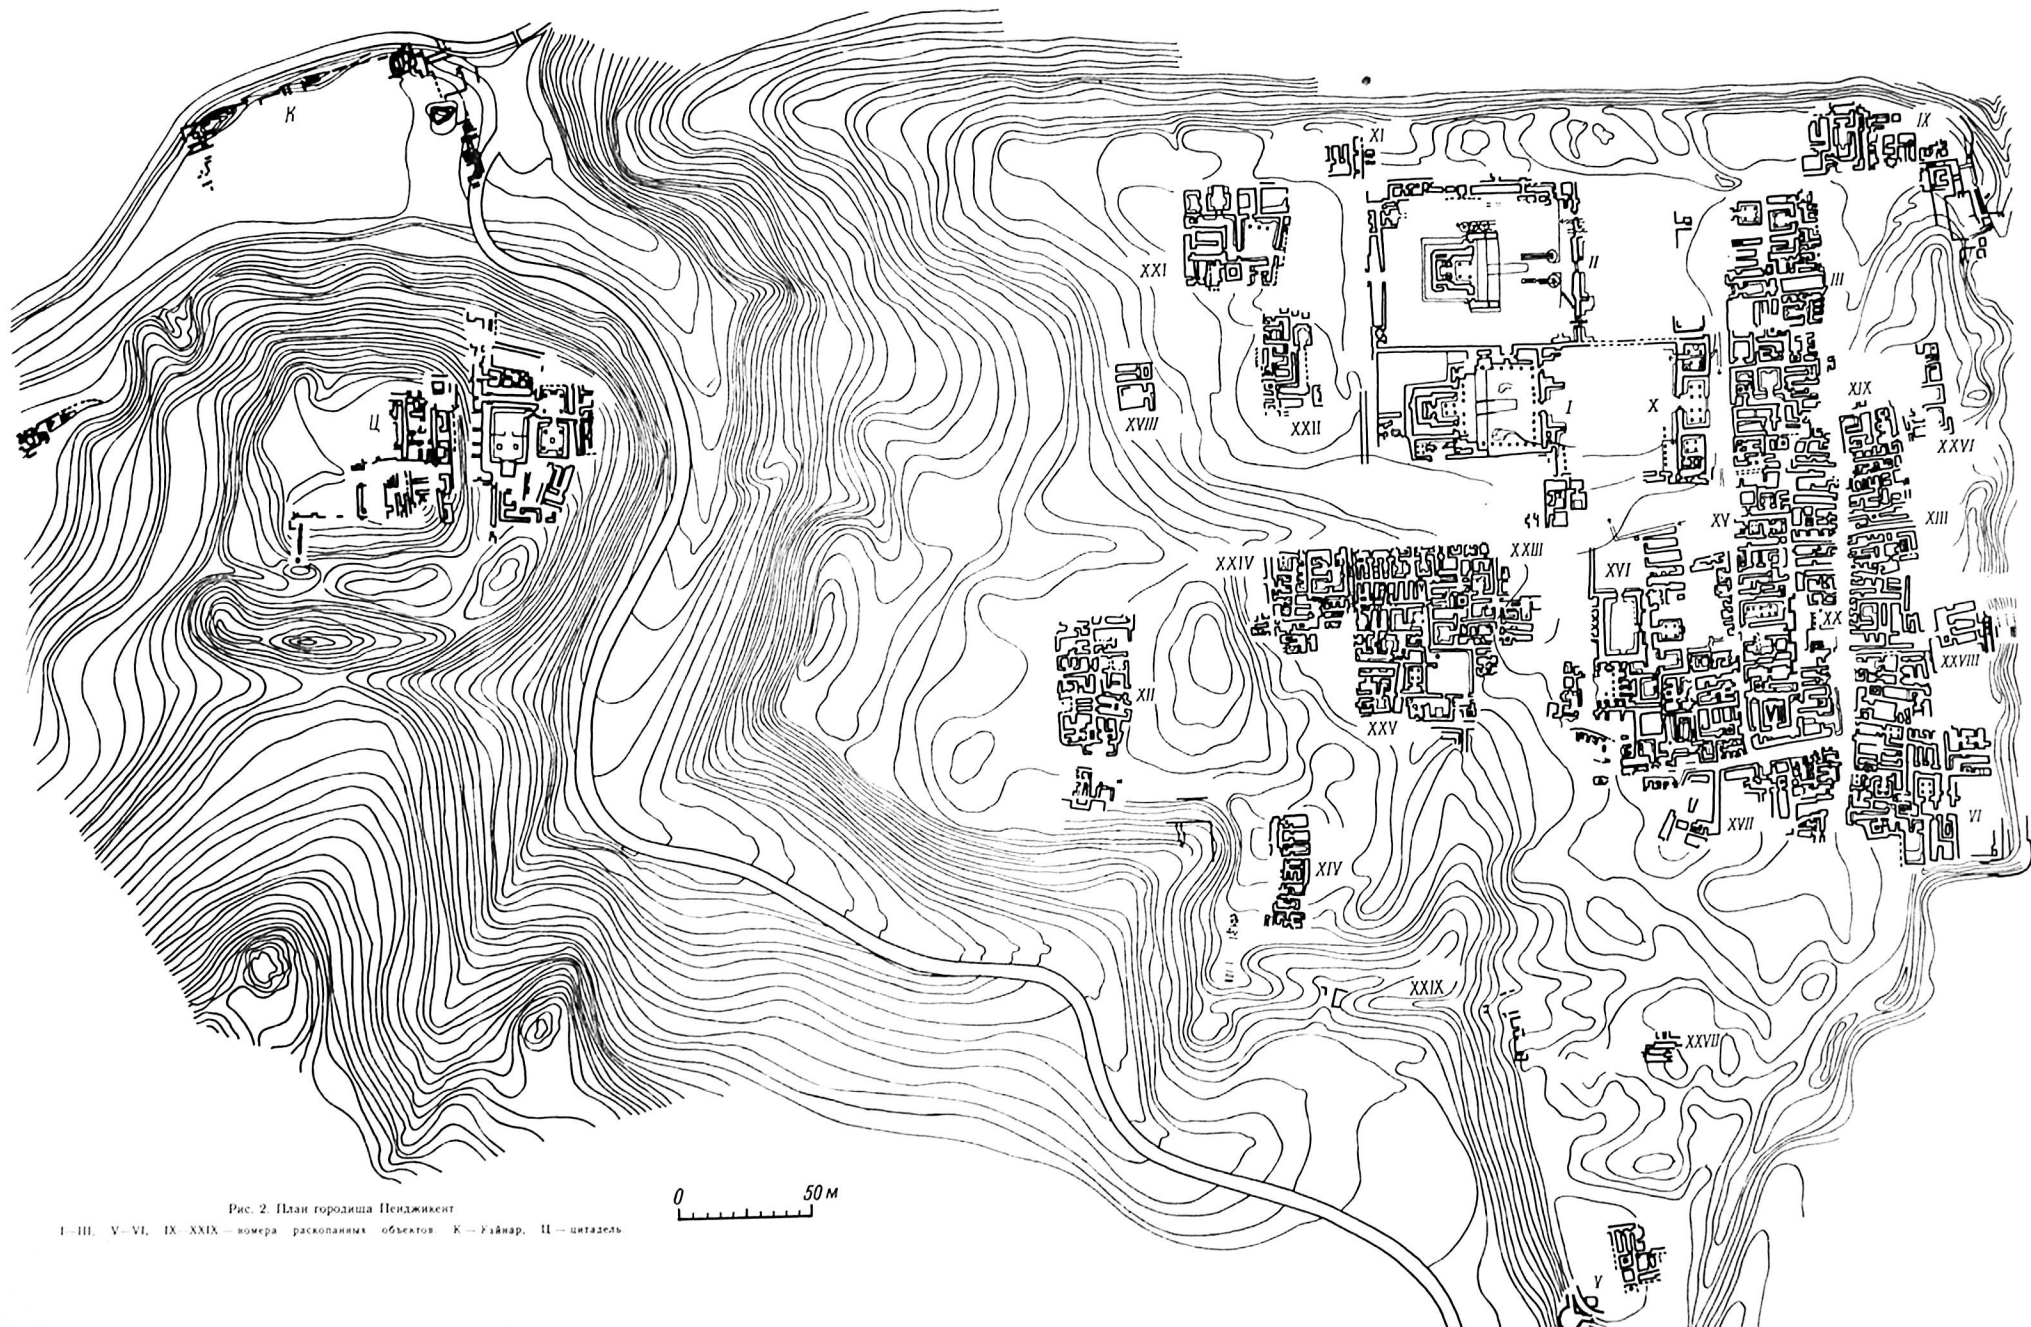 К
XI
IX
XXI
II
III
Ц
XVIII
XXII
I
X
XIX
XXVI
XV
XIII
XXIV
XXIII
XVI
XX
XXVIII
XII
XXV
VII
XVII
VI
XIV
XXIX
XXVII
V
0 50 м
Рис. 2. План городища Пенджикент
I—III, V—VI, IX—XXIX — номера раскопанных объектов. К — Кайнар, Ц — цитадель.